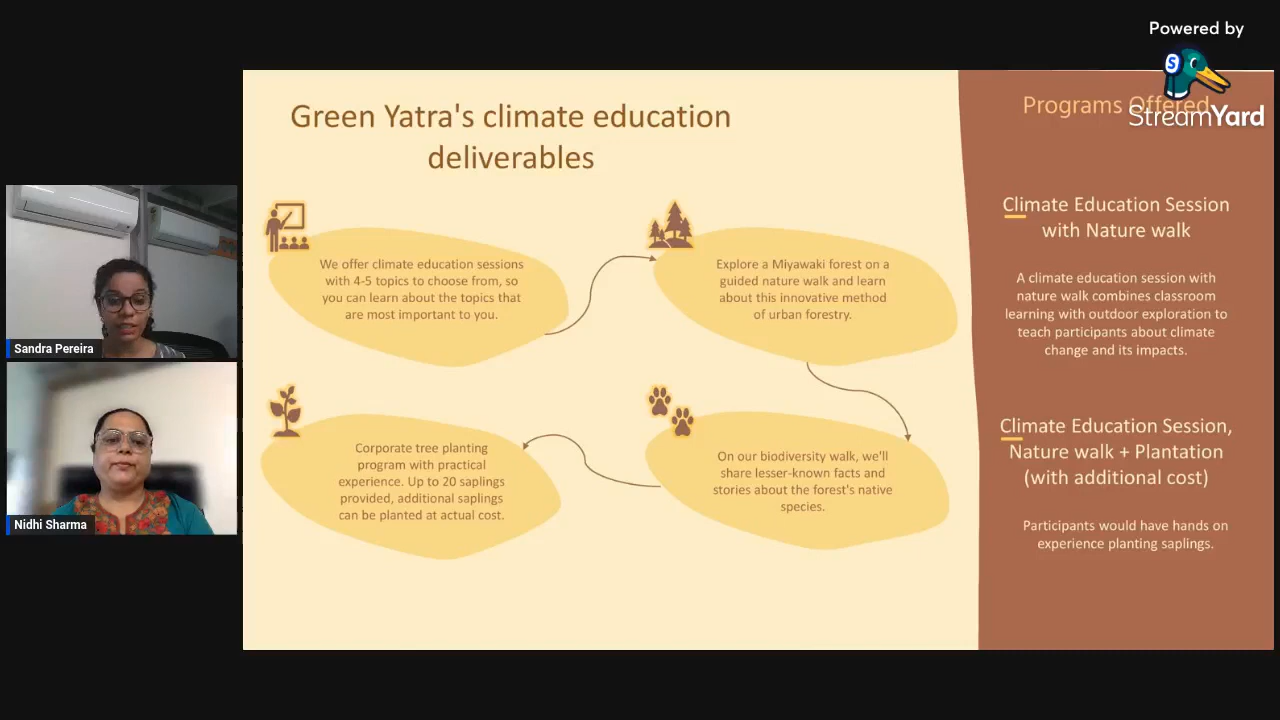 Powered by
StreamYard
Green Yatra's climate education
deliverables
We offer climate education sessions
with 4-5 topics to choose from, so
you can learn about the topics that
are most important to you.
Explore a Miyawaki forest on a
guided nature walk and learn
about this innovative method
of urban forestry.
Corporate tree planting
program with practical
experience. Up to 20 saplings
provided, additional saplings
can be planted at actual cost.
On our biodiversity walk, we'll
share lesser-known facts and
stories about the forest's native
species.
Programs Offered
Climate Education Session
with Nature walk
A climate education session with
nature walk combines classroom
learning with outdoor exploration to
teach participants about climate
change and its impacts.
Climate Education Session,
Nature walk + Plantation
(with additional cost)
Participants would have hands on
experience planting saplings.
Sandra Pereira
Nidhi Sharma